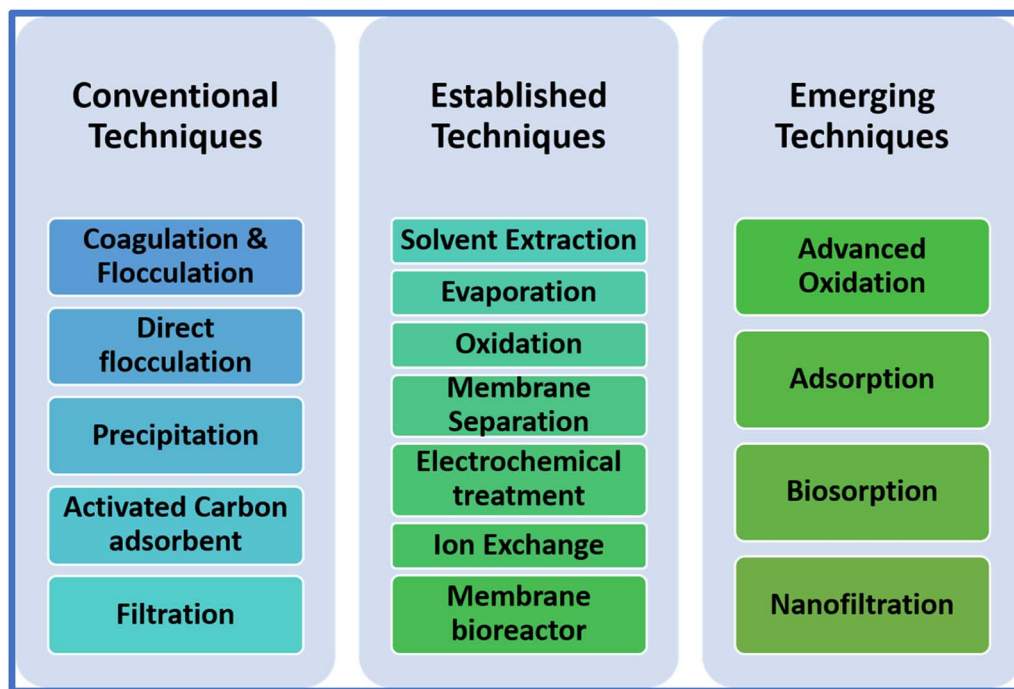 Conventional
Techniques
Coagulation &
Flocculation
Direct
flocculation
Precipitation
Activated Carbon
adsorbent
Filtration
Established
Techniques
Solvent Extraction
Evaporation
Oxidation
Membrane
Separation
Electrochemical
treatment
Ion Exchange
Membrane
bioreactor
Emerging
Techniques
Advanced
Oxidation
Adsorption
Biosorption
Nanofiltration